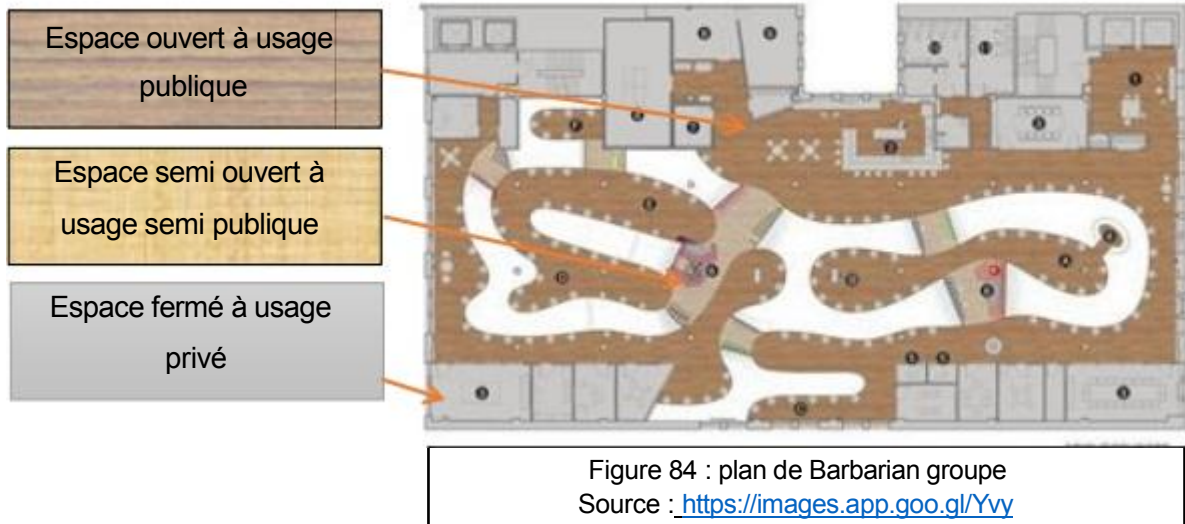 Espace ouvert à usage
publique
Espace semi ouvert à
usage semi publique
Espace fermé à usage
privé
Figure 84 : plan de Barbarian groupe
Source : https://images.app.goo.gl/Yvy